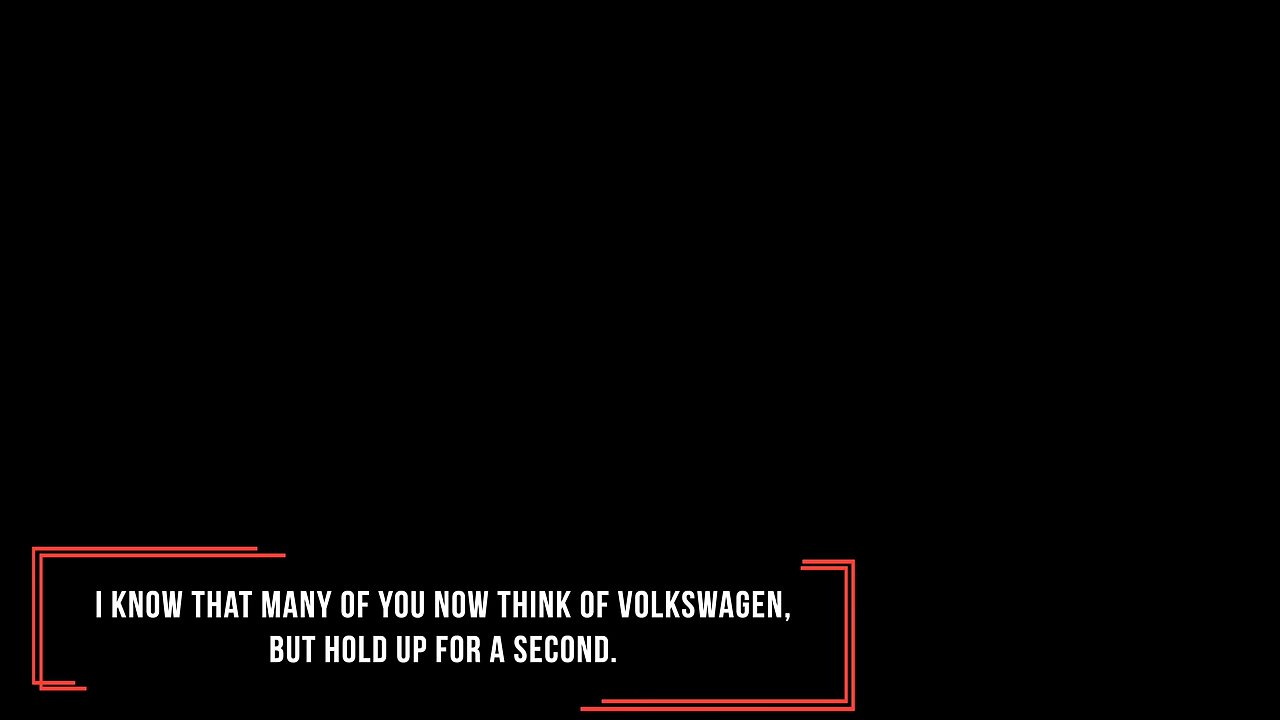 I KNOW THAT MANY OF YOU NOW THINK OF VOLKSWAGEN,
BUT HOLD UP FOR A SECOND.